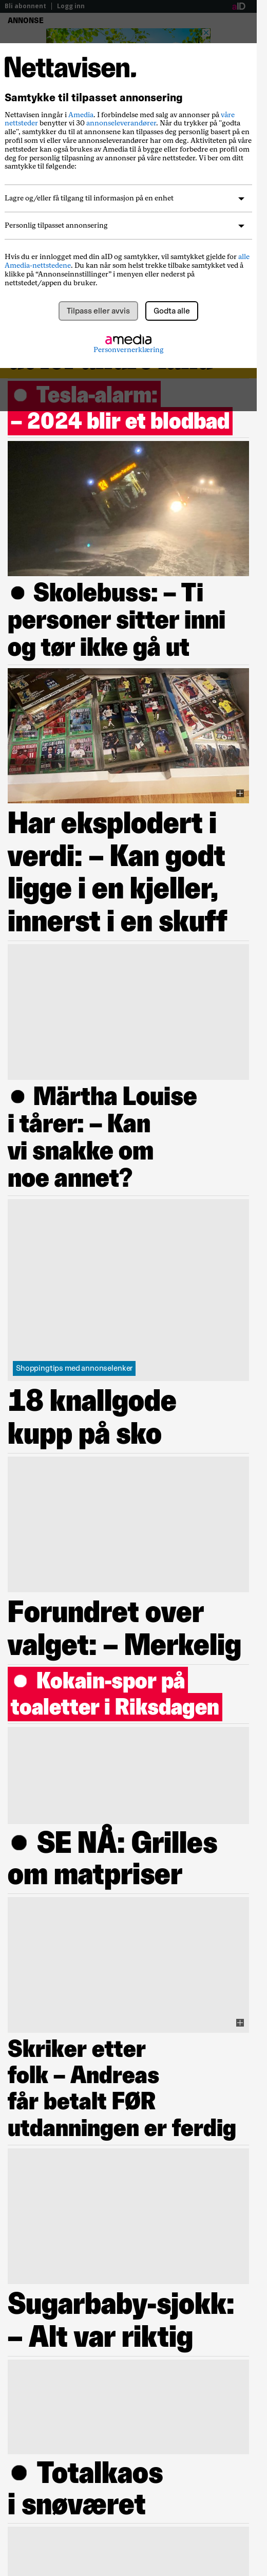 Bli abonnent | Logg inn
aID
ANNONSE
Nettavisen.
Samtykke til tilpasset annonsering
Nettavisen inngår i Amedia. I forbindelse med salg av annonser på våre
nettsteder benytter vi 30 annonseleverandører. Når du trykker på "godta
alle", samtykker du til at annonsene kan tilpasses deg personlig basert på en
profil som vi eller våre annonseleverandører har om deg. Aktiviteten på våre
nettsteder kan også brukes av Amedia til å bygge eller forbedre en profil om
deg for personlig tilpasning av annonser på våre nettsteder. Vi ber om ditt
samtykke til følgende:
Lagre og/eller få tilgang til informasjon på en enhet
Personlig tilpasset annonsering
Hvis du er innlogget med din aID og samtykker, vil samtykket gjelde for alle
Amedia-nettstedene. Du kan når som helst trekke tilbake samtykket ved å
klikke på “Annonseinnstillinger” i menyen eller nederst på
nettstedet/appen du bruker.
Tilpass eller avvis
Godta alle
amedia
Personvernerklæring
Tesla-alarm:
– 2024 blir et blodbad
Skolebuss: – Ti
personer sitter inni
og tør ikke gå ut
Har eksplodert i
verdi: – Kan godt
ligge i en kjeller,
innerst i en skuff
Märtha Louise
i tårer: – Kan
vi snakke om
noe annet?
Shoppingtips med annonselenker
18 knallgode
kupp på sko
Forundret over
valget: – Merkelig
Kokain-spor på
toaletter i Riksdagen
SE NÅ: Grilles
om matpriser
Skriker etter
folk – Andreas
får betalt FØR
utdanningen er ferdig
Sugarbaby-sjokk:
– Alt var riktig
Totalkaos
i snøværet